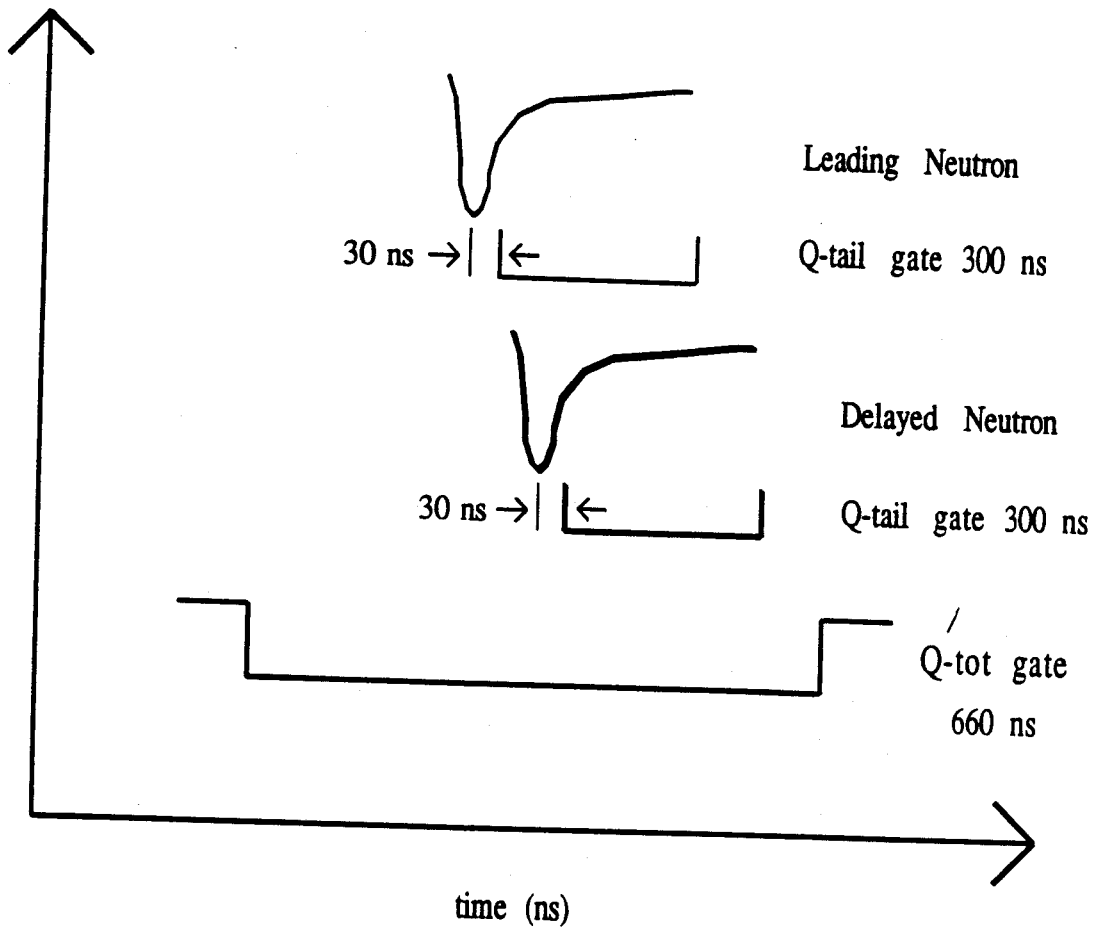 Leading Neutron
30 ns
Q-tail gate 300 ns
Delayed Neutron
30 ns
Q-tail gate 300 ns
Q-tot gate
660 ns
time (ns)